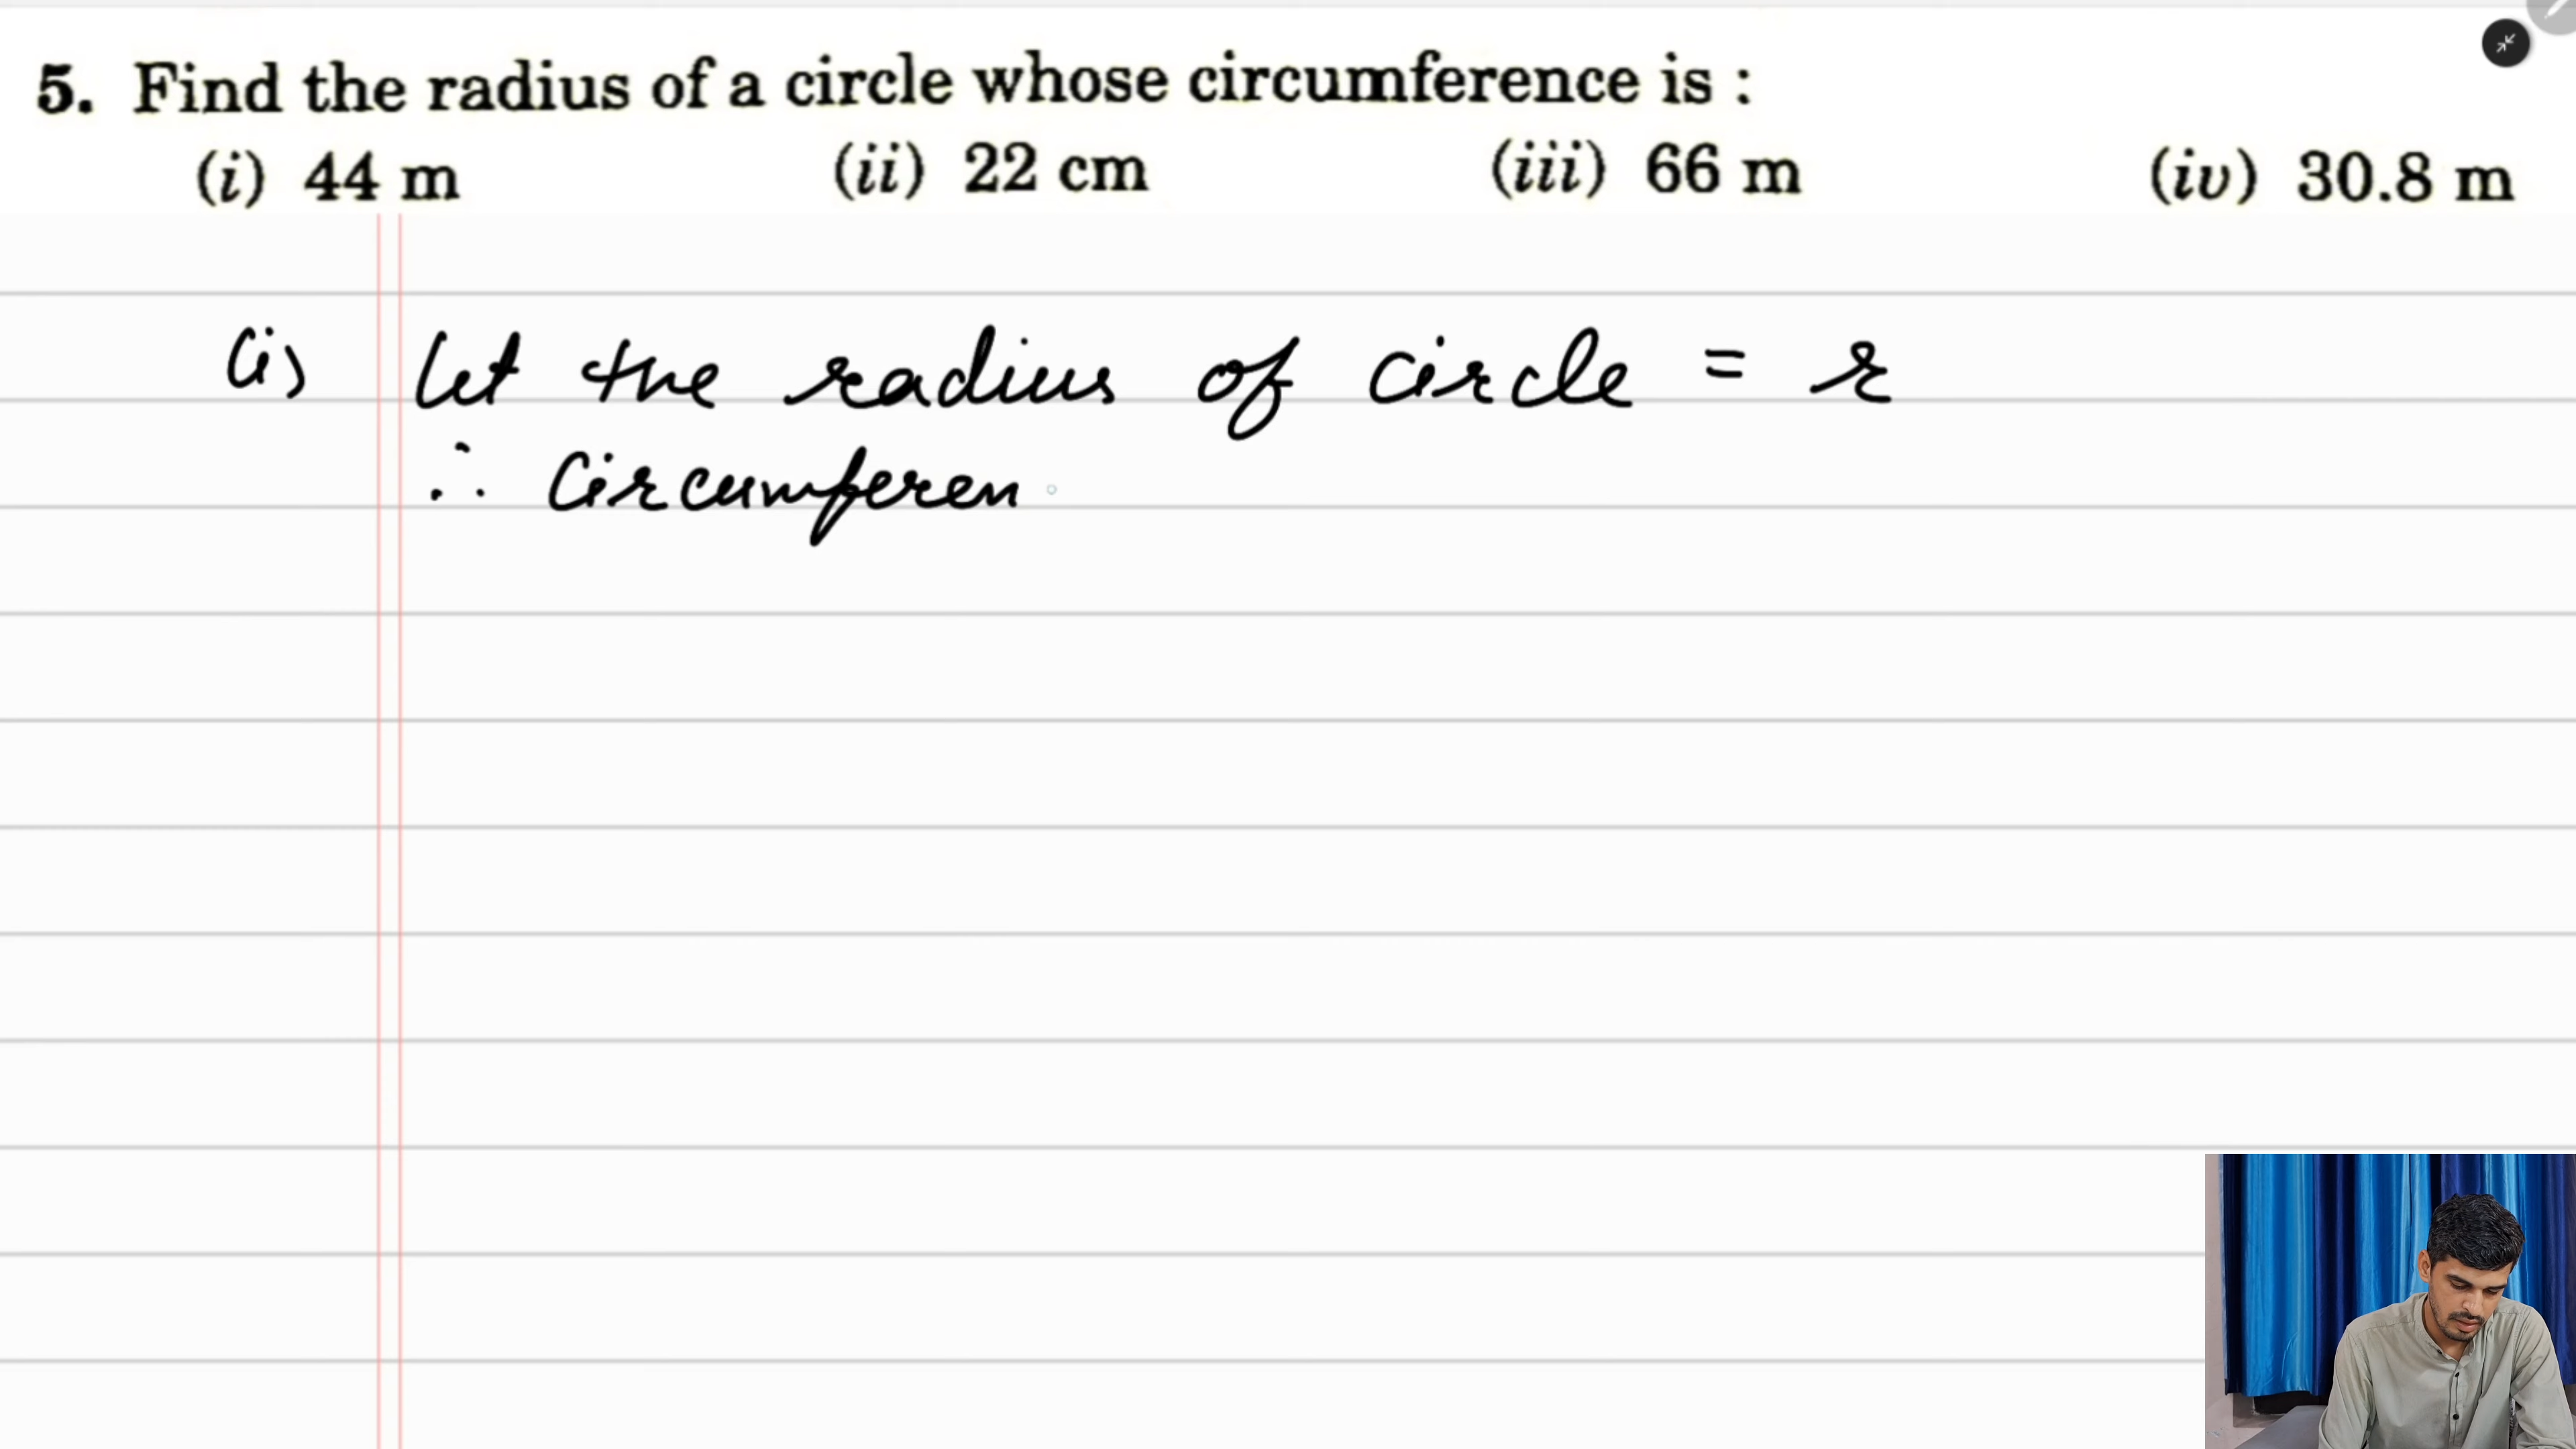 5. Find the radius of a circle whose circumference is :
(i) 44 m (ii) 22 cm (iii) 66 m (iv) 30.8 m
(i) Let the radius of circle = r
∴ Circumferen